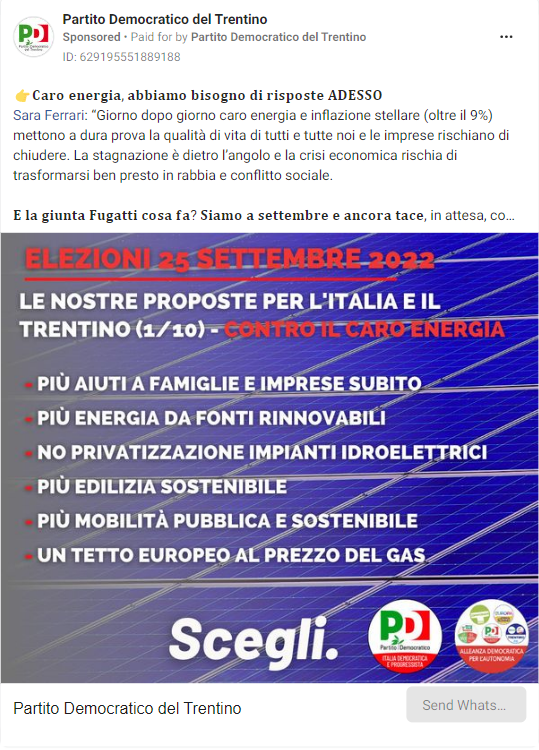 Partito Democratico del Trentino
Sponsored • Paid for by Partito Democratico del Trentino
ID: 629195551889188
👉Caro energia, abbiamo bisogno di risposte ADESSO
Sara Ferrari: “Giorno dopo giorno caro energia e inflazione stellare (oltre il 9%)
mettono a dura prova la qualità di vita di tutti e tutte noi e le imprese rischiano di
chiudere. La stagnazione è dietro l’angolo e la crisi economica rischia di
trasformarsi ben presto in rabbia e conflitto sociale.
E la giunta Fugatti cosa fa? Siamo a settembre e ancora tace, in attesa, co...
ELEZIONI 25 SETTEMBRE 2022
LE NOSTRE PROPOSTE PER L'ITALIA E IL
TRENTINO (1/10) - CONTRO IL CARO ENERGIA
- PIÙ AIUTI A FAMIGLIE E IMPRESE SUBITO
- PIÙ ENERGIA DA FONTI RINNOVABILI
- NO PRIVATIZZAZIONE IMPIANTI IDROELETTRICI
- PIÙ EDILIZIA SOSTENIBILE
- PIÙ MOBILITÀ PUBBLICA E SOSTENIBILE
- UN TETTO EUROPEO AL PREZZO DEL GAS
Scegli.
PD
Partito Democratico
ITALIA DEMOCRATICA
E PROGRESSISTA
ALLEANZA DEMOCRATICA
PER L'AUTONOMIA
Partito Democratico del Trentino
Send Whats...